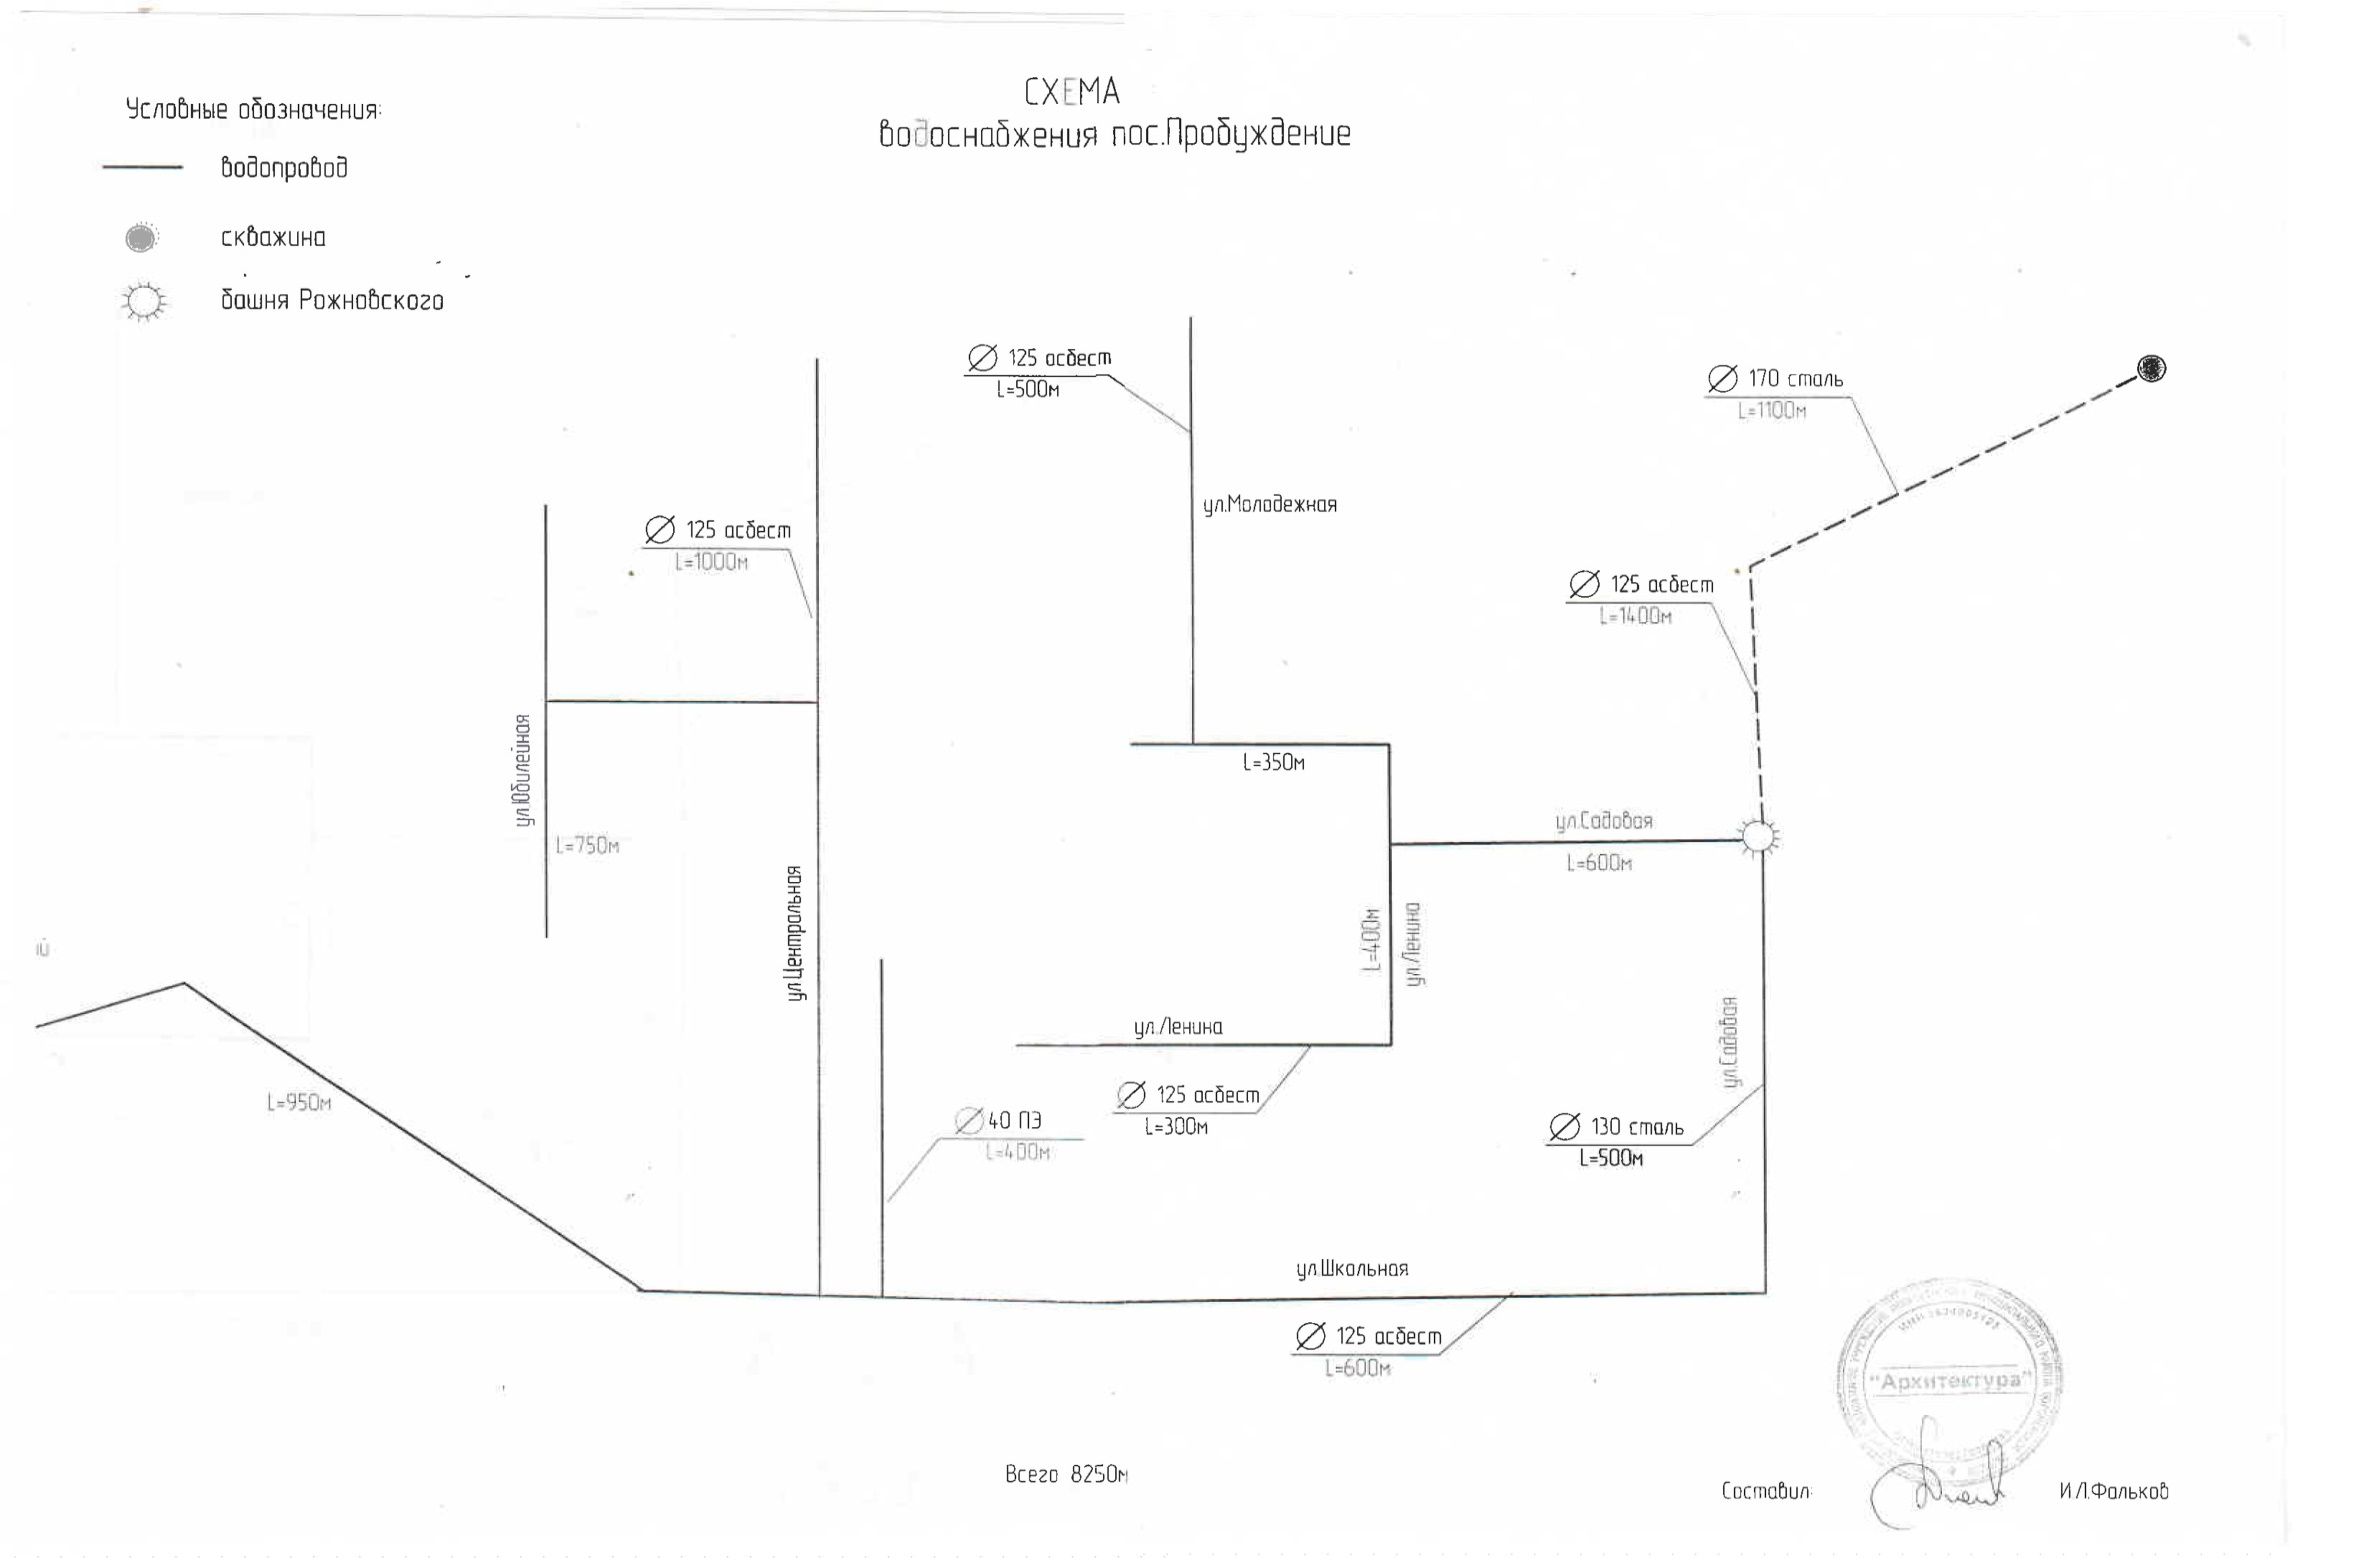 СХЕМА
водоснабжения пос.Пробуждение
Условные обозначения:
водопровод
скважина
башня Рожновского
Ø 125 асбест
L=500м
Ø 170 сталь
L=1100м
ул.Молодежная
Ø 125 асбест
L=1000м
Ø 125 асбест
L=1400м
ул.Юбилейная
L=750м
L=350м
ул.Садовая
L=600м
ул.Центральная
L=400м
ул.Ленина
ул.Ленина
ул.Садовая
L=950м
Ø 125 асбест
L=300м
Ø 40 ПЭ
L=400м
Ø 130 сталь
L=500м
ул.Школьная
Ø 125 асбест
L=600м
"Архитектура"
Всего 8250м
Составил:
И.Л.Фальков